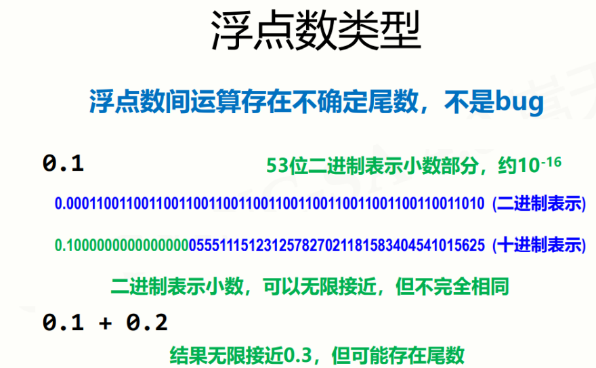 浮点数类型
浮点数间运算存在不确定尾数，不是bug
0.1
53位二进制表示小数部分，约10-16
0.00011001100110011001100110011001100110011001100110011010 (二进制表示)
0.1000000000000000055511151231257827021181583404541015625 (十进制表示)
二进制表示小数，可以无限接近，但不完全相同
0.1 + 0.2
结果无限接近0.3，但可能存在尾数